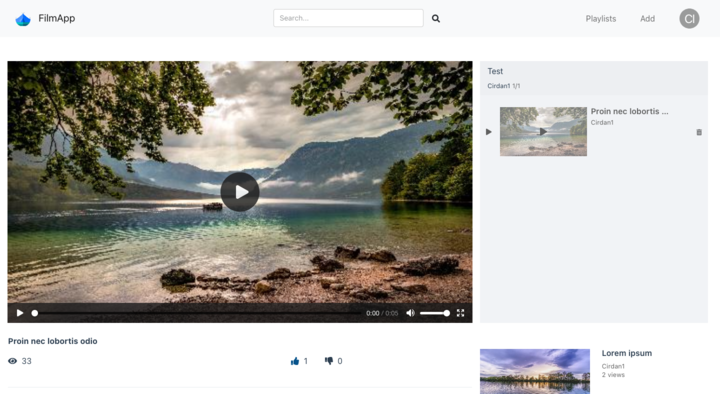 FilmApp
Search...
Playlists
Add
CI
Test
Cirdan1 1/1
Proin nec lobortis ...
Cirdan1
0:00 / 0:05
Proin nec lobortis odio
33
1
0
Lorem ipsum
Cirdan1
2 views